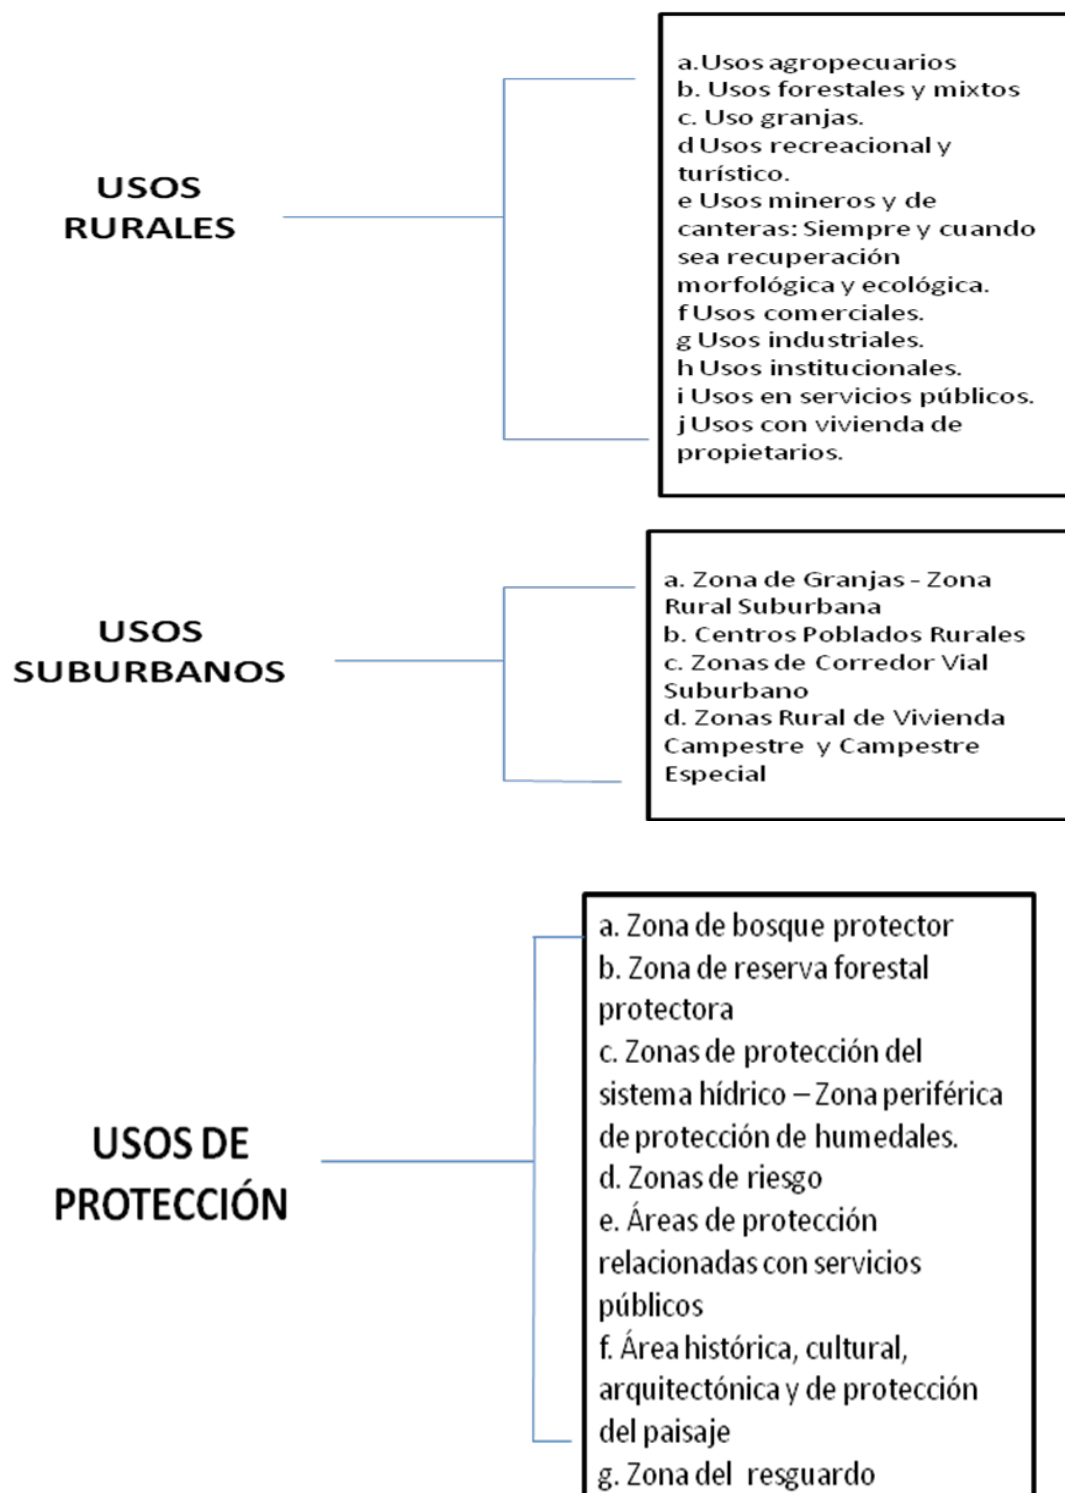 USOS
RURALES
a.Usos agropecuarios
b. Usos forestales y mixtos
c. Uso granjas.
d Usos recreacional y
turístico.
e Usos mineros y de
canteras: Siempre y cuando
sea recuperación
morfológica y ecológica.
f Usos comerciales.
g Usos industriales.
h Usos institucionales.
i Usos en servicios públicos.
j Usos con vivienda de
propietarios.
USOS
SUBURBANOS
a. Zona de Granjas - Zona
Rural Suburbana
b. Centros Poblados Rurales
c. Zonas de Corredor Vial
Suburbano
d. Zonas Rural de Vivienda
Campestre y Campestre
Especial
USOS DE
PROTECCIÓN
a. Zona de bosque protector
b. Zona de reserva forestal
protectora
c. Zonas de protección del
sistema hídrico – Zona periférica
de protección de humedales.
d. Zonas de riesgo
e. Áreas de protección
relacionadas con servicios
públicos
f. Área histórica, cultural,
arquitectónica y de protección
del paisaje
g. Zona del resguardo